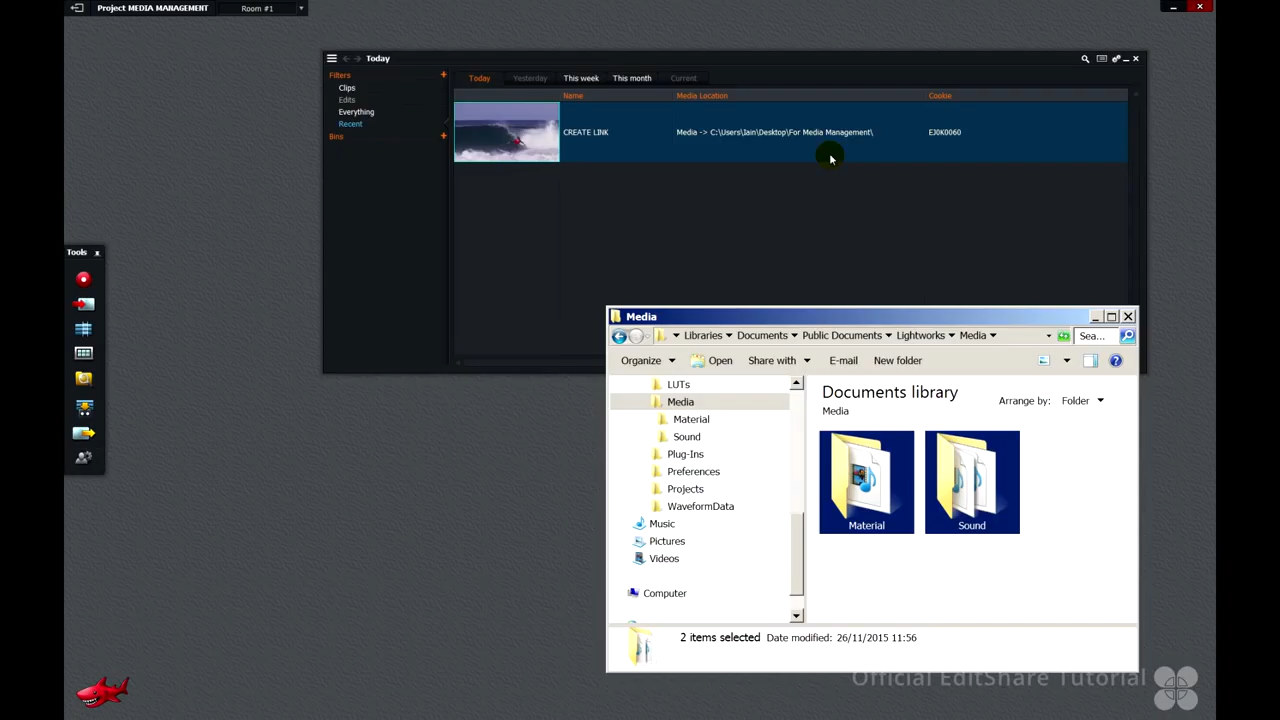 Project MEDIA MANAGEMENT
Room #1
Today
Filters
Clips
Edits
Everything
Recent
Bins
Today
Yesterday
This week
This month
Current
Name
Media Location
Cookie
CREATE LINK
Media -> C:\Users\Iain\Desktop\For Media Management\
EJ0K0060
Tools
Media
Libraries
Documents
Public Documents
Lightworks
Media
Sea...
Organize
Open
Share with
E-mail
New folder
LUTs
Media
Material
Sound
Plug-Ins
Preferences
Projects
WaveformData
Music
Pictures
Videos
Computer
Documents library
Media
Arrange by:
Folder
Material
Sound
2 items selected
Date modified: 26/11/2015 11:56
Official EditShare Tutorial